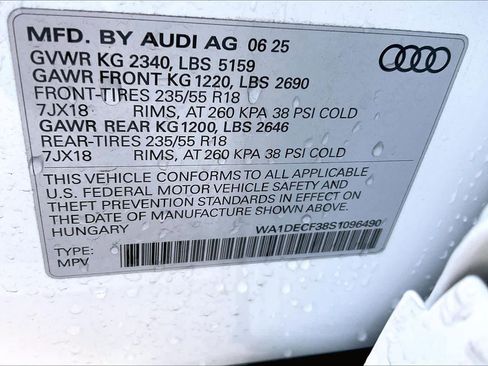 MFD. BY AUDI AG 06 25
GVWR KG 2340, LBS 5159
GAWR FRONT KG 1220, LBS 2690
FRONT-TIRES 235/55 R18
7JX18 RIMS, AT 260 KPA 38 PSI COLD
GAWR REAR KG 1200, LBS 2646
REAR-TIRES 235/55 R18
7JX18 RIMS, AT 260 KPA 38 PSI COLD
THIS VEHICLE CONFORMS TO ALL APPLICABLE
U.S. FEDERAL MOTOR VEHICLE SAFETY AND
THEFT PREVENTION STANDARDS IN EFFECT ON
THE DATE OF MANUFACTURE SHOWN ABOVE
HUNGARY
WA1DECF38S1096490
TYPE:
MPV